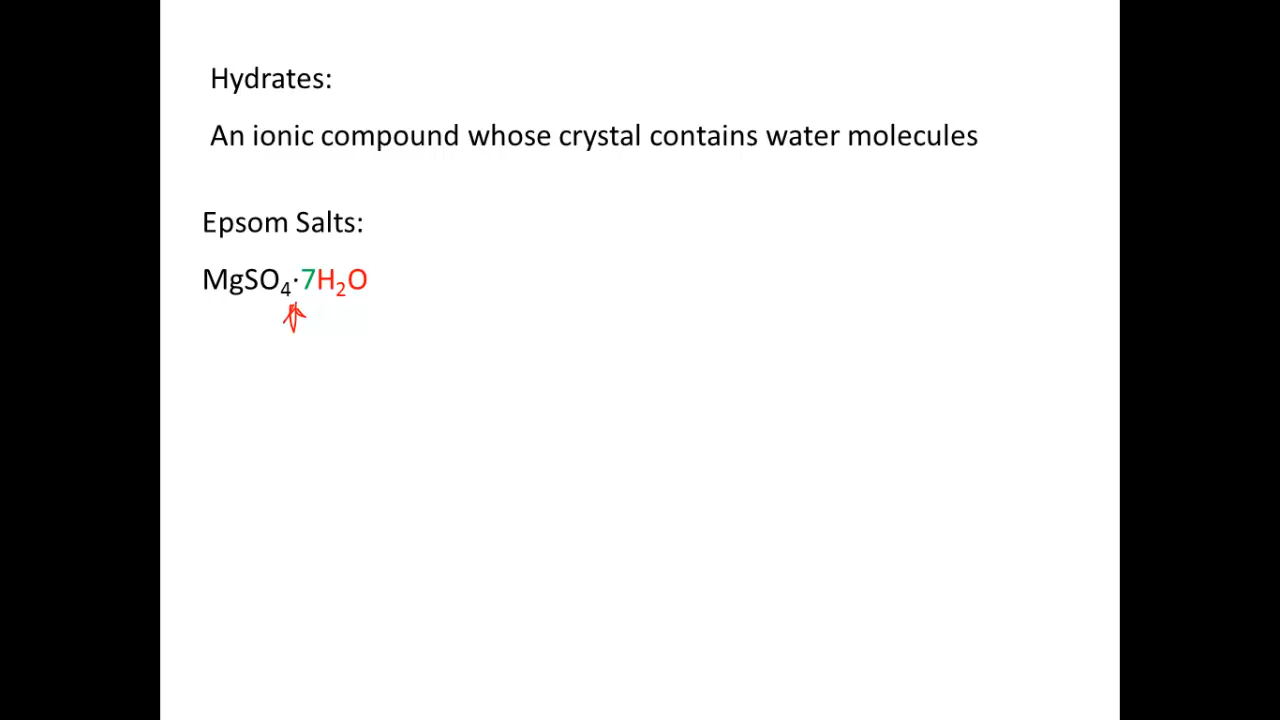 Hydrates:
An ionic compound whose crystal contains water molecules
Epsom Salts:
MgSO₄·7H₂O